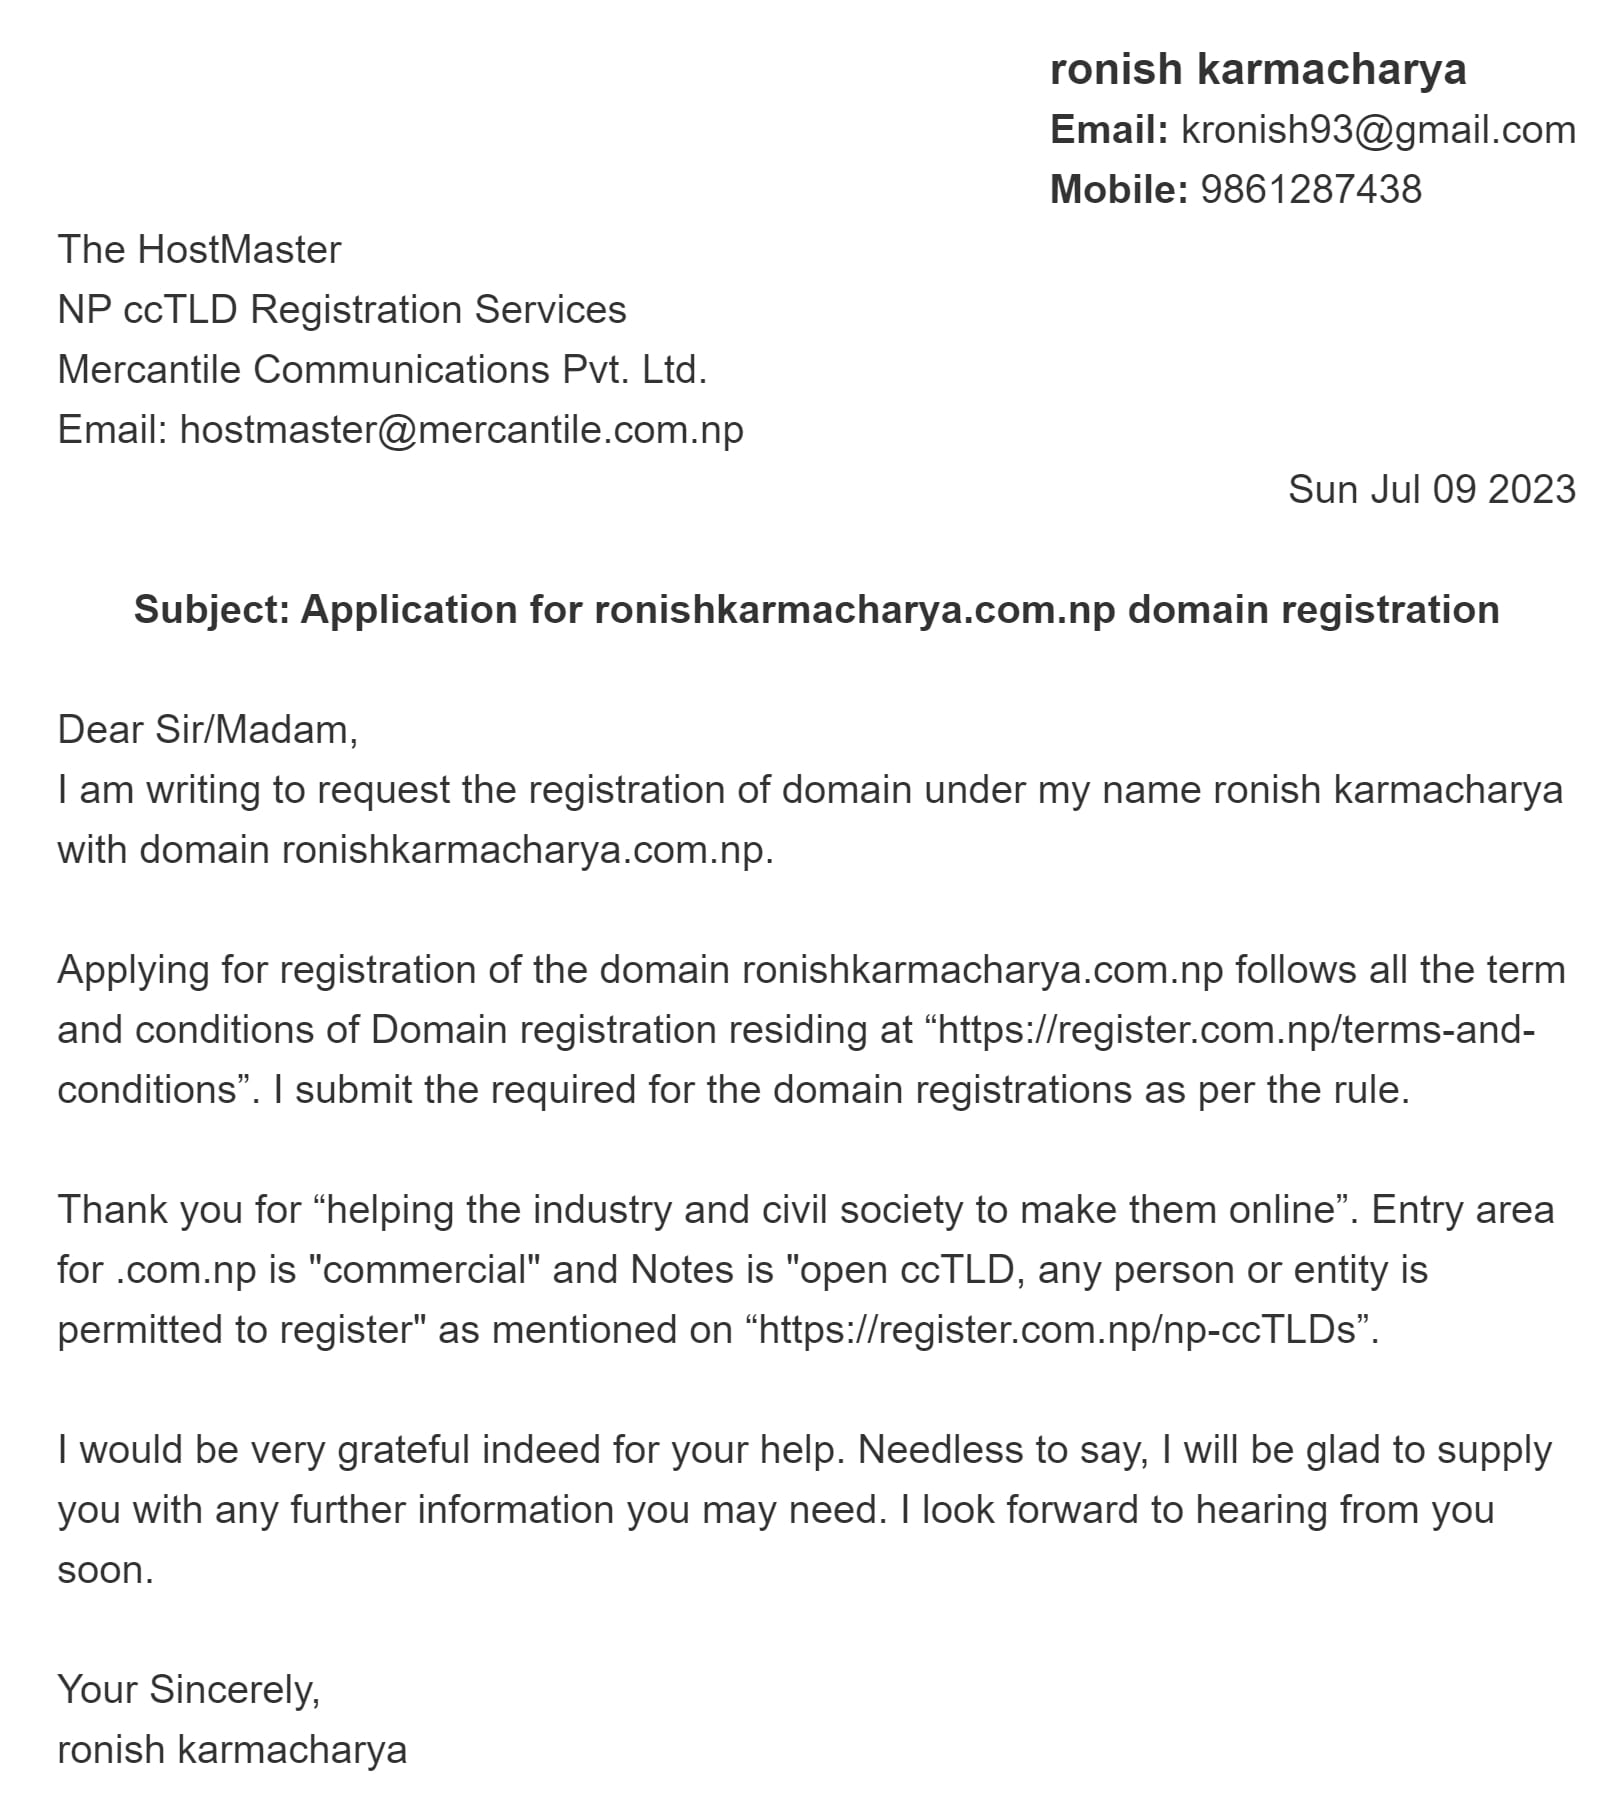 ronish karmacharya
Email: kronish93@gmail.com
Mobile: 9861287438
The HostMaster
NP ccTLD Registration Services
Mercantile Communications Pvt. Ltd.
Email: hostmaster@mercantile.com.np
Sun Jul 09 2023
Subject: Application for ronishkarmacharya.com.np domain registration
Dear Sir/Madam,
I am writing to request the registration of domain under my name ronish karmacharya
with domain ronishkarmacharya.com.np.
Applying for registration of the domain ronishkarmacharya.com.np follows all the term
and conditions of Domain registration residing at “https://register.com.np/terms-and-
conditions”. I submit the required for the domain registrations as per the rule.
Thank you for “helping the industry and civil society to make them online”. Entry area
for .com.np is "commercial" and Notes is "open ccTLD, any person or entity is
permitted to register" as mentioned on “https://register.com.np/np-ccTLDs”.
I would be very grateful indeed for your help. Needless to say, I will be glad to supply
you with any further information you may need. I look forward to hearing from you
soon.
Your Sincerely,
ronish karmacharya